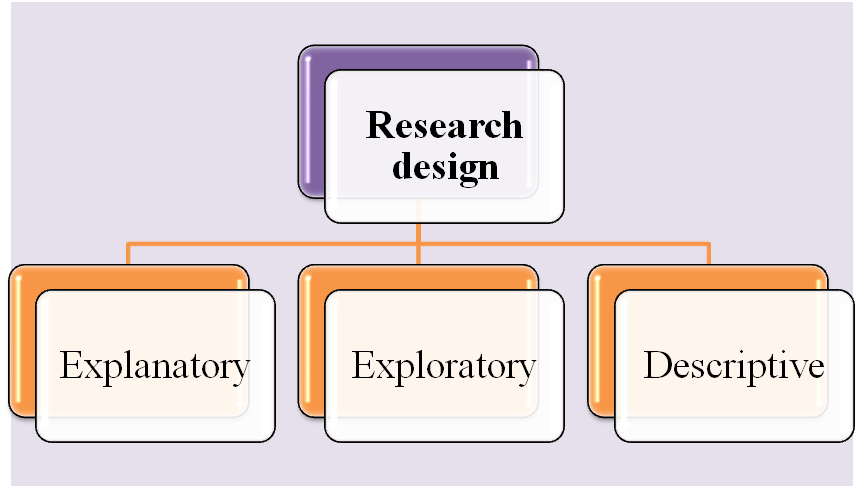 Research
design
Explanatory
Exploratory
Descriptive